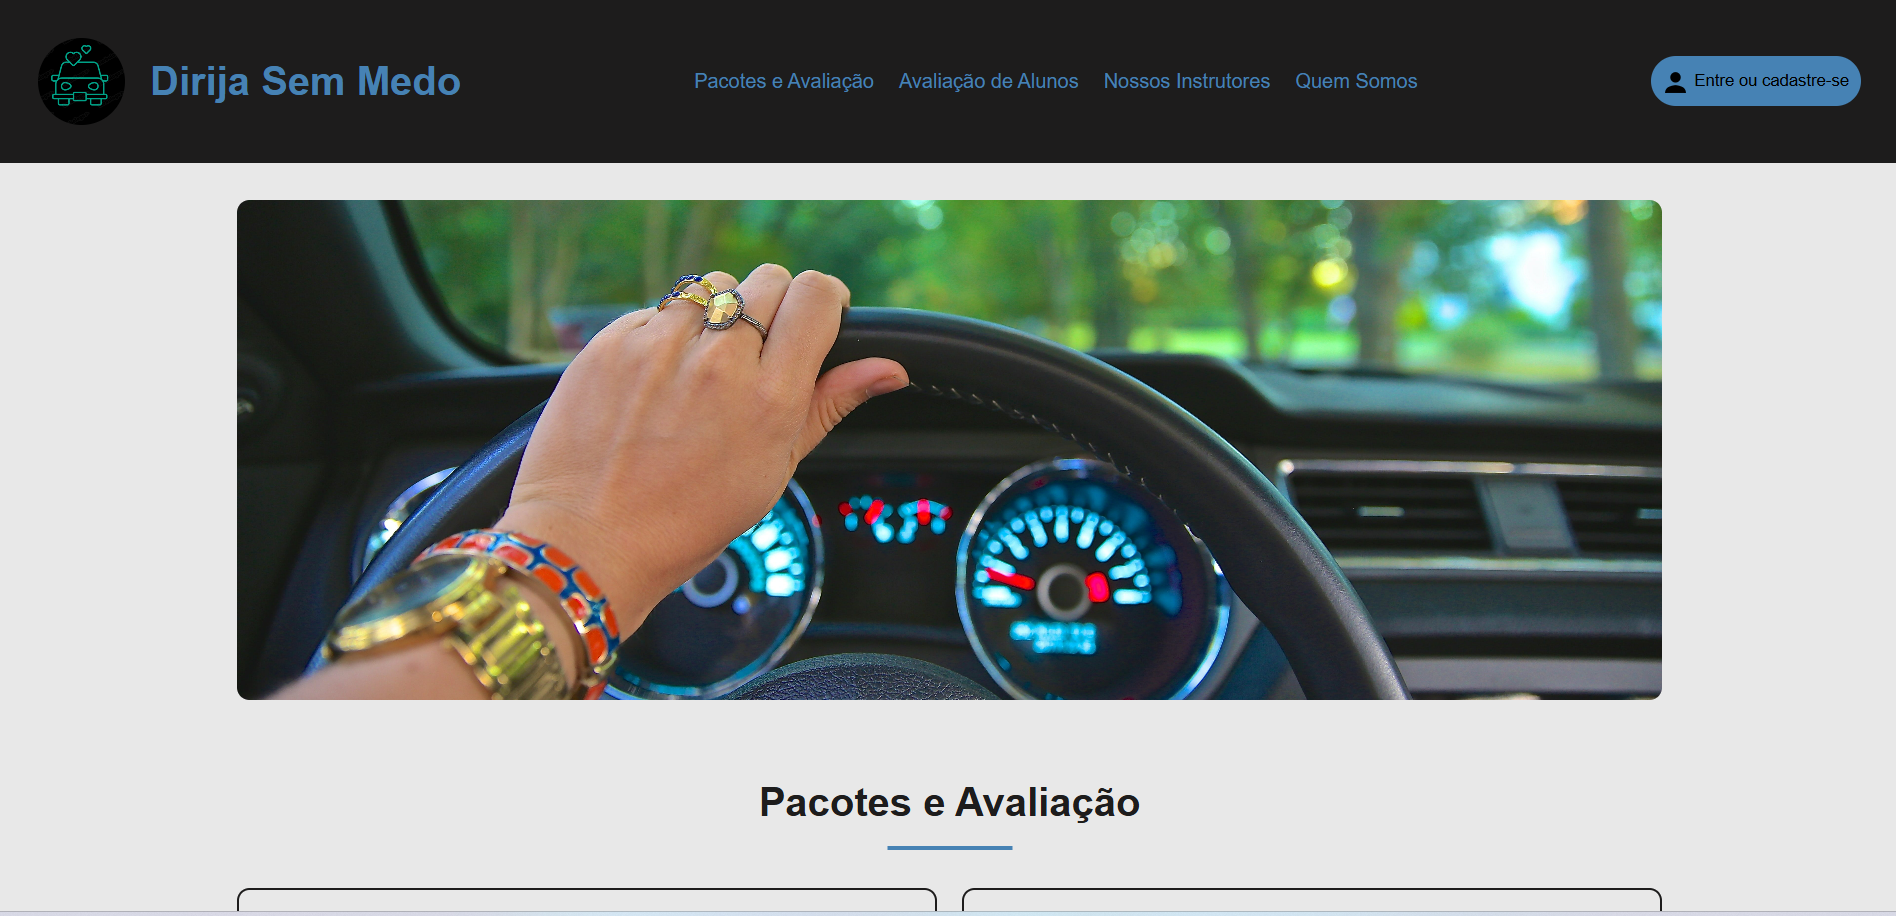 Dirija Sem Medo
Pacotes e Avaliação
Avaliação de Alunos
Nossos Instrutores
Quem Somos
Entre ou cadastre-se
Pacotes e Avaliação